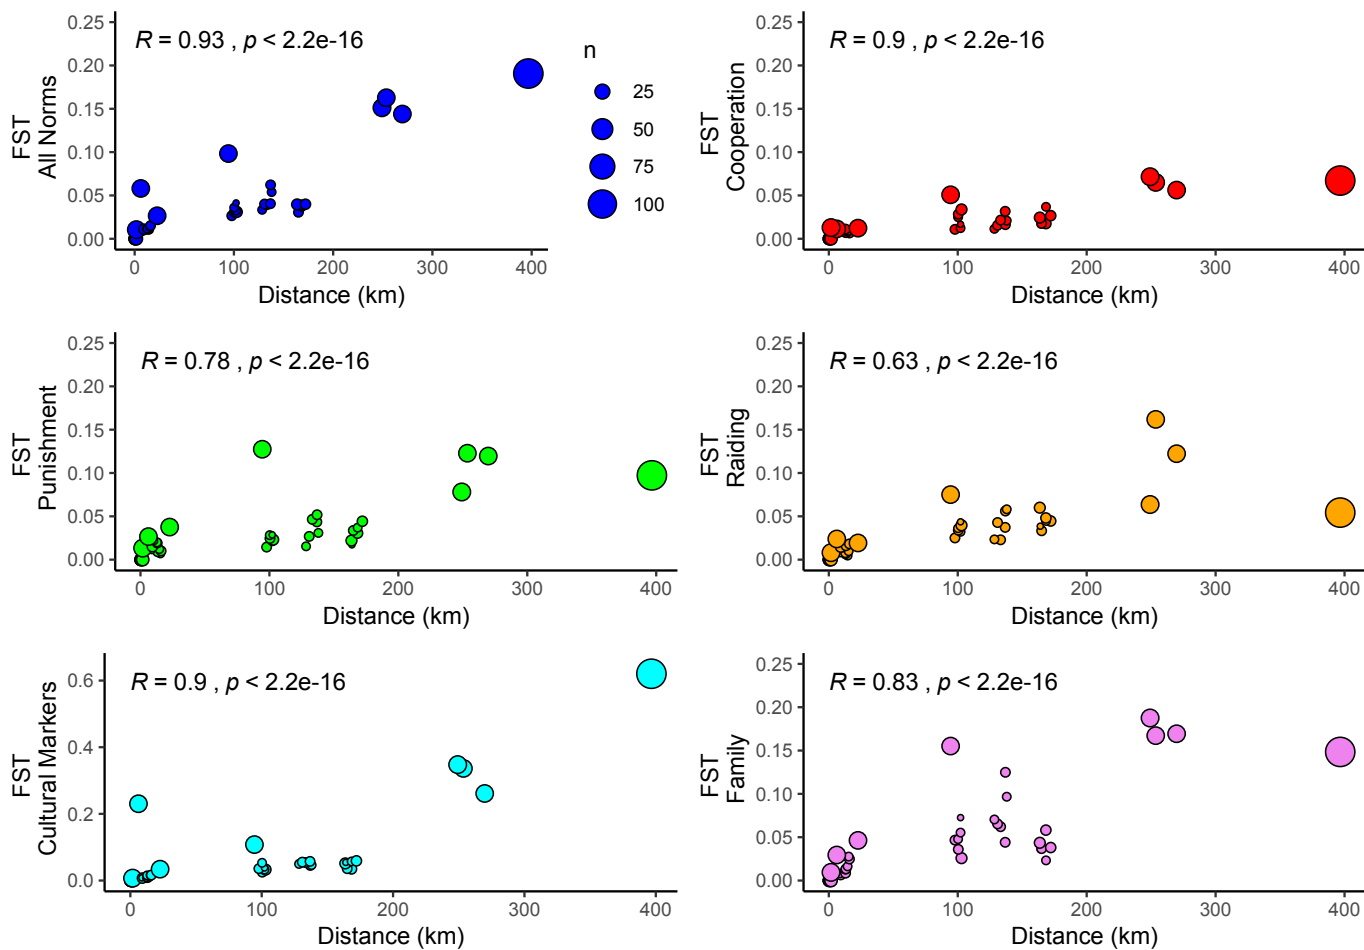 0.25
0.20
0.15
0.10
0.05
0.00
FST
All Norms
R = 0.93 , p < 2.2e-16
n
25
50
75
100
0 100 200 300 400
Distance (km)
0.25
0.20
0.15
0.10
0.05
0.00
FST
Cooperation
R = 0.9 , p < 2.2e-16
0 100 200 300 400
Distance (km)
0.25
0.20
0.15
0.10
0.05
0.00
FST
Punishment
R = 0.78 , p < 2.2e-16
0 100 200 300 400
Distance (km)
0.25
0.20
0.15
0.10
0.05
0.00
FST
Raiding
R = 0.63 , p < 2.2e-16
0 100 200 300 400
Distance (km)
0.6
0.4
0.2
0.0
FST
Cultural Markers
R = 0.9 , p < 2.2e-16
0 100 200 300 400
Distance (km)
0.25
0.20
0.15
0.10
0.05
0.00
FST
Family
R = 0.83 , p < 2.2e-16
0 100 200 300 400
Distance (km)